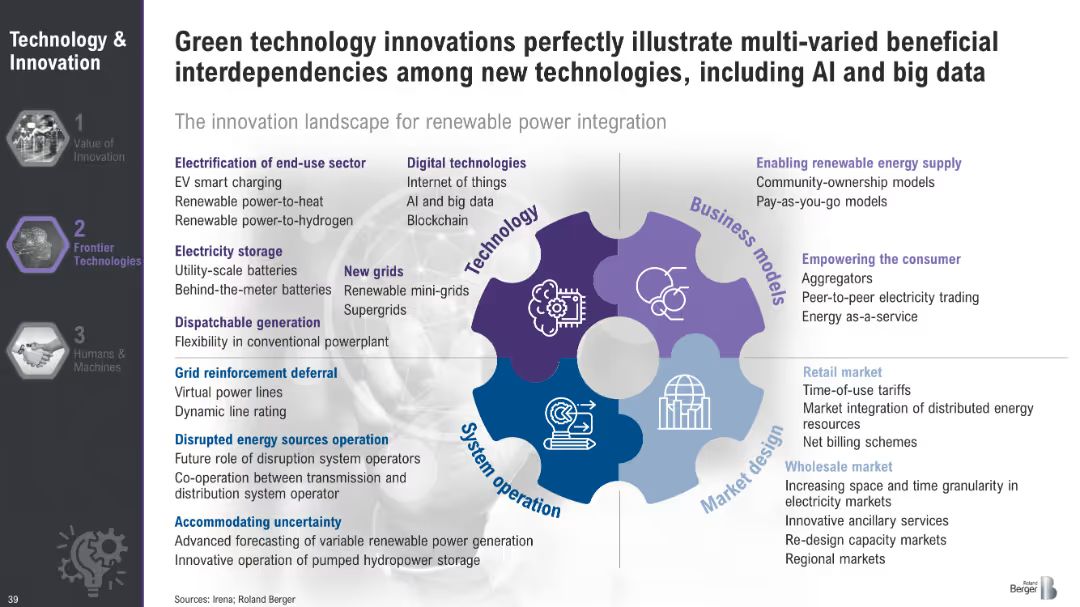 Technology &
Innovation
1
Value of
Innovation
2
Frontier
Technologies
3
Humans &
Machines
39
Green technology innovations perfectly illustrate multi-varied beneficial
interdependencies among new technologies, including AI and big data
The innovation landscape for renewable power integration
Electrification of end-use sector
EV smart charging
Renewable power-to-heat
Renewable power-to-hydrogen
Digital technologies
Internet of things
AI and big data
Blockchain
Electricity storage
Utility-scale batteries
Behind-the-meter batteries
New grids
Renewable mini-grids
Supergrids
Dispatchable generation
Flexibility in conventional powerplant
Technology
Business models
Enabling renewable energy supply
Community-ownership models
Pay-as-you-go models
Empowering the consumer
Aggregators
Peer-to-peer electricity trading
Energy as-a-service
Grid reinforcement deferral
Virtual power lines
Dynamic line rating
Disrupted energy sources operation
Future role of disruption system operators
Co-operation between transmission and
distribution system operator
Accommodating uncertainty
Advanced forecasting of variable renewable power generation
Innovative operation of pumped hydropower storage
System operation
Market design
Retail market
Time-of-use tariffs
Market integration of distributed energy
resources
Net billing schemes
Wholesale market
Increasing space and time granularity in
electricity markets
Innovative ancillary services
Re-design capacity markets
Regional markets
Sources: Irena; Roland Berger
Roland
Berger
B